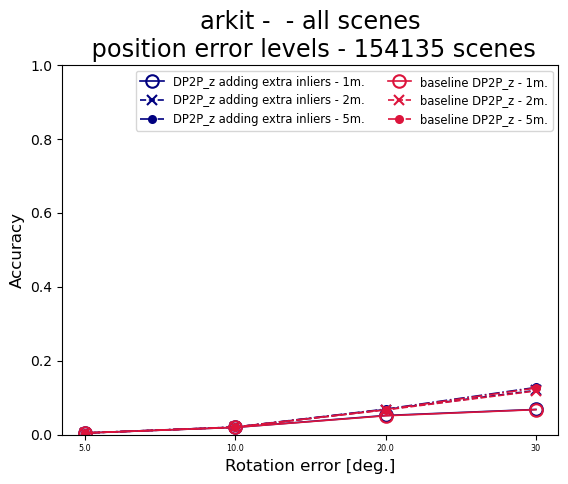 arkit -  - all scenes
position error levels - 154135 scenes
DP2P_z adding extra inliers - 1m.
DP2P_z adding extra inliers - 2m.
DP2P_z adding extra inliers - 5m.
baseline DP2P_z - 1m.
baseline DP2P_z - 2m.
baseline DP2P_z - 5m.
Accuracy
1.0
0.8
0.6
0.4
0.2
0.0
5.0 10.0 20.0 30
Rotation error [deg.]